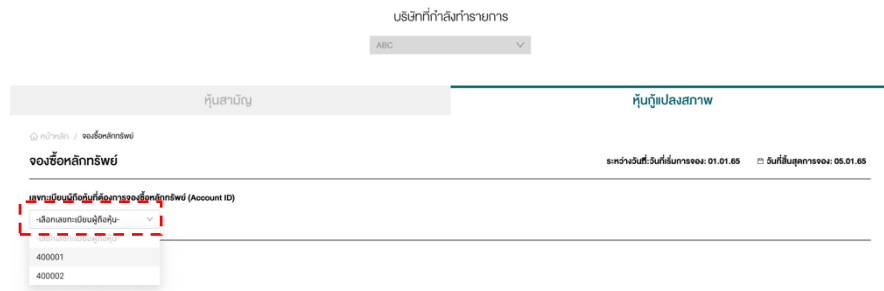 บริษัทที่กำลังทำรายการ
ABC
หุ้นสามัญ
หุ้นกู้แปลงสภาพ
หน้าหลัก / จองซื้อหลักทรัพย์
จองซื้อหลักทรัพย์
ระหว่างวันที่:วันที่เริ่มการจอง: 01.01.65 วันที่สิ้นสุดการจอง: 05.01.65
เลขทะเบียนผู้ถือหุ้นที่ต้องการจองซื้อหลักทรัพย์ (Account ID)
-เลือกเลขทะเบียนผู้ถือหุ้น-
-เลือกเลขทะเบียนผู้ถือหุ้น-
400001
400002